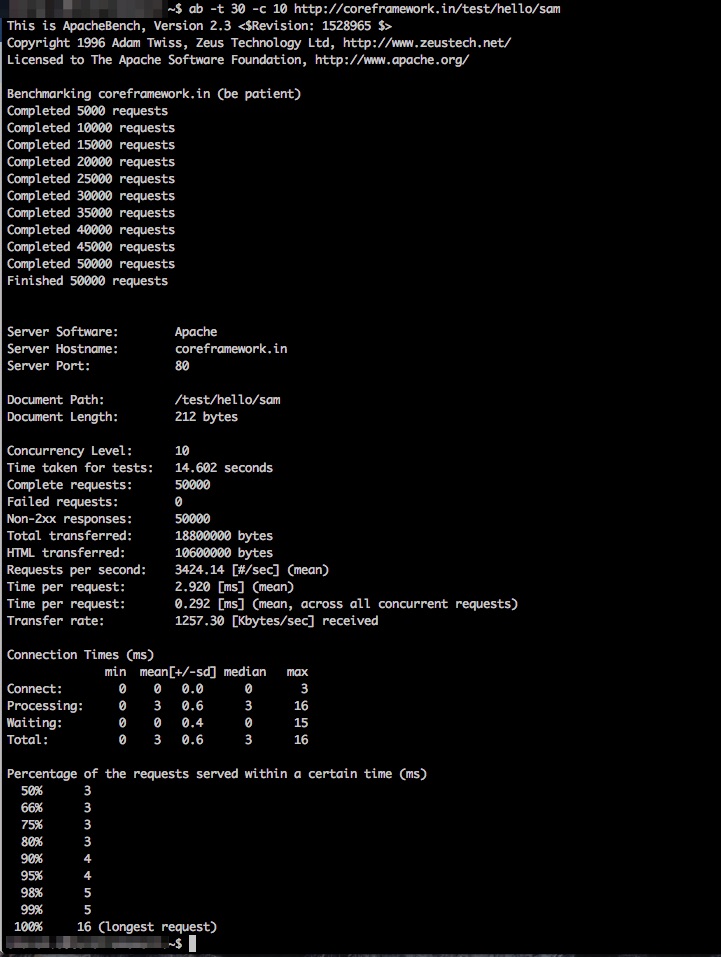 ~$ ab -t 30 -c 10 http://coreframework.in/test/hello/sam
This is ApacheBench, Version 2.3 <$Revision: 1528965 $>
Copyright 1996 Adam Twiss, Zeus Technology Ltd, http://www.zeustech.net/
Licensed to The Apache Software Foundation, http://www.apache.org/
Benchmarking coreframework.in (be patient)
Completed 5000 requests
Completed 10000 requests
Completed 15000 requests
Completed 20000 requests
Completed 25000 requests
Completed 30000 requests
Completed 35000 requests
Completed 40000 requests
Completed 45000 requests
Completed 50000 requests
Finished 50000 requests
Server Software: Apache
Server Hostname: coreframework.in
Server Port: 80
Document Path: /test/hello/sam
Document Length: 212 bytes
Concurrency Level: 10
Time taken for tests: 14.602 seconds
Complete requests: 50000
Failed requests: 0
Non-2xx responses: 50000
Total transferred: 18800000 bytes
HTML transferred: 10600000 bytes
Requests per second: 3424.14 [#/sec] (mean)
Time per request: 2.920 [ms] (mean)
Time per request: 0.292 [ms] (mean, across all concurrent requests)
Transfer rate: 1257.30 [Kbytes/sec] received
Connection Times (ms)
min mean[+/-sd] median max
Connect: 0 0 0.0 0 3
Processing: 0 3 0.6 3 16
Waiting: 0 0 0.4 0 15
Total: 0 3 0.6 3 16
Percentage of the requests served within a certain time (ms)
50% 3
66% 3
75% 3
80% 3
90% 4
95% 4
98% 5
99% 5
100% 16 (longest request)
~$